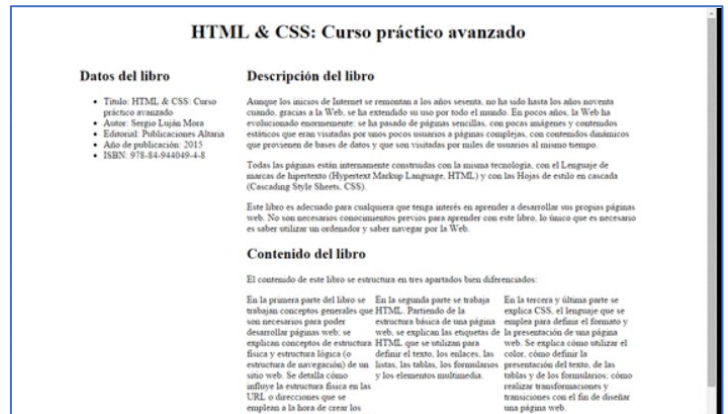 HTML & CSS: Curso práctico avanzado
Datos del libro
• Título: HTML & CSS: Curso
práctico avanzado
• Autor: Sergio Luján Mora
• Editorial: Publicaciones Altaria
• Año de publicación: 2015
• ISBN: 978-84-944049-4-8
Descripción del libro
Aunque los inicios de Internet se remontan a los años sesenta, no ha sido hasta los años noventa
cuando, gracias a la Web, se ha extendido su uso por todo el mundo. En pocos años, la Web ha
evolucionado enormemente: se ha pasado de páginas sencillas, con pocas imágenes y contenidos
estáticos que eran visitadas por unos pocos usuarios a páginas complejas, con contenidos dinámicos
que provienen de bases de datos y que son visitadas por miles de usuarios al mismo tiempo.
Todas las páginas están internamente construidas con la misma tecnología, con el Lenguaje de
marcas de hipertexto (Hypertext Markup Language, HTML) y con las Hojas de estilo en cascada
(Cascading Style Sheets, CSS).
Este libro es adecuado para cualquiera que tenga interés en aprender a desarrollar sus propias páginas
web. No son necesarios conocimientos previos para aprender con este libro, lo único que es necesario
es saber utilizar un ordenador y saber navegar por la Web.
Contenido del libro
El contenido de este libro se estructura en tres apartados bien diferenciados:
En la primera parte del libro se
trabajan conceptos generales que
son necesarios para poder
desarrollar páginas web: se
explican conceptos de estructura
física y estructura lógica (o
estructura de navegación) de un
sitio web. Se detalla cómo
influye la estructura física en las
URL o direcciones que se
emplean a la hora de crear los
En la segunda parte se trabaja
HTML. Partiendo de la
estructura básica de una página
web, se explican las etiquetas de
HTML que se utilizan para
definir el texto, los enlaces, las
listas, las tablas, los formularios
y los elementos multimedia.
En la tercera y última parte se
explica CSS, el lenguaje que se
emplea para definir el formato y
la presentación de una página
web. Se explica cómo utilizar el
color, cómo definir la
presentación del texto, de las
tablas y de los formularios; cómo
realizar transformaciones y
transiciones con el fin de diseñar
una página web.